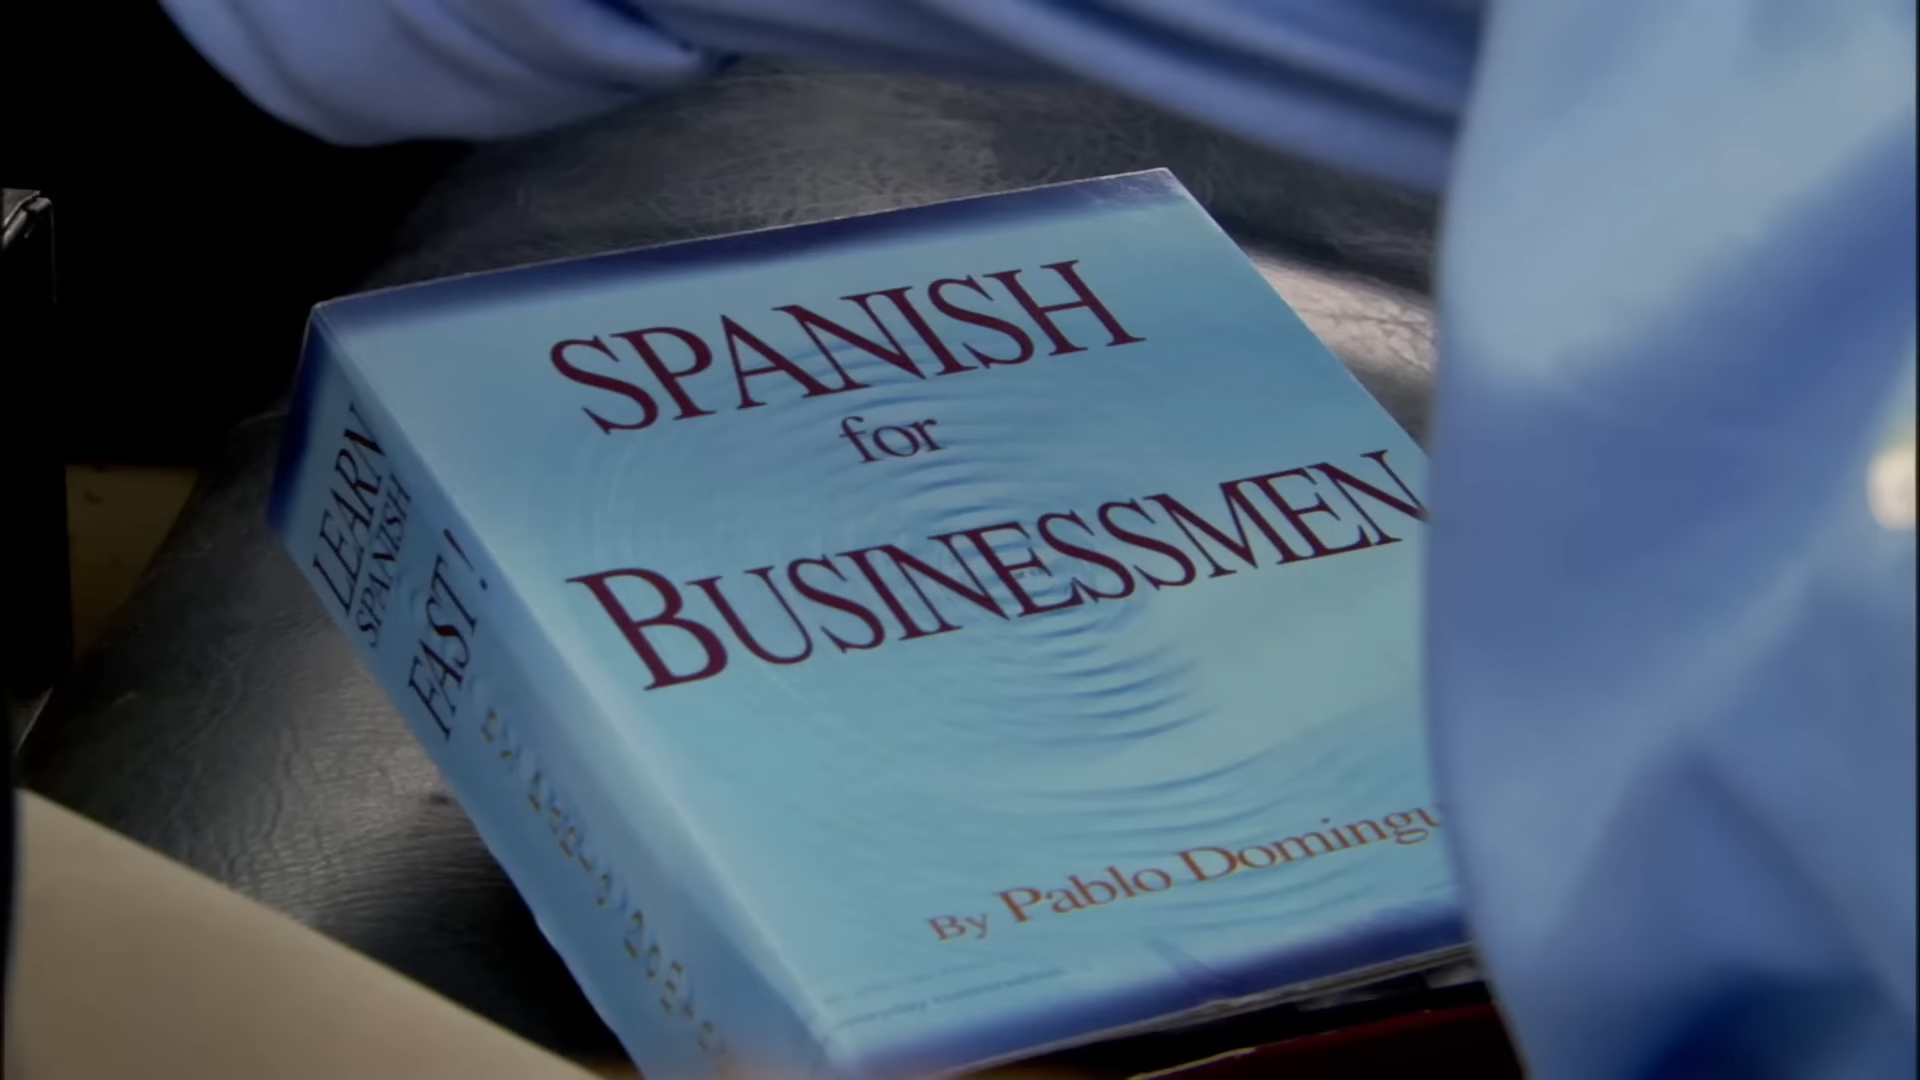 SPANISH
for
BUSINESSMEN
By Pablo Domingu
LEARN
SPANISH
FAST!